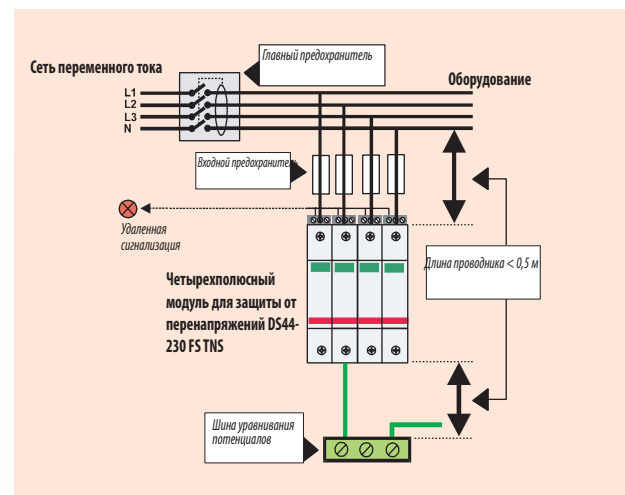 Главный предохранитель
Сеть переменного тока
Оборудование
L1
L2
L3
N
Входной предохранитель
Удаленная
сигнализация
Длина проводника < 0,5 м
Четырехполюсный
модуль для защиты от
перенапряжений DS44-
230 FS TNS
Шина уравнивания
потенциалов